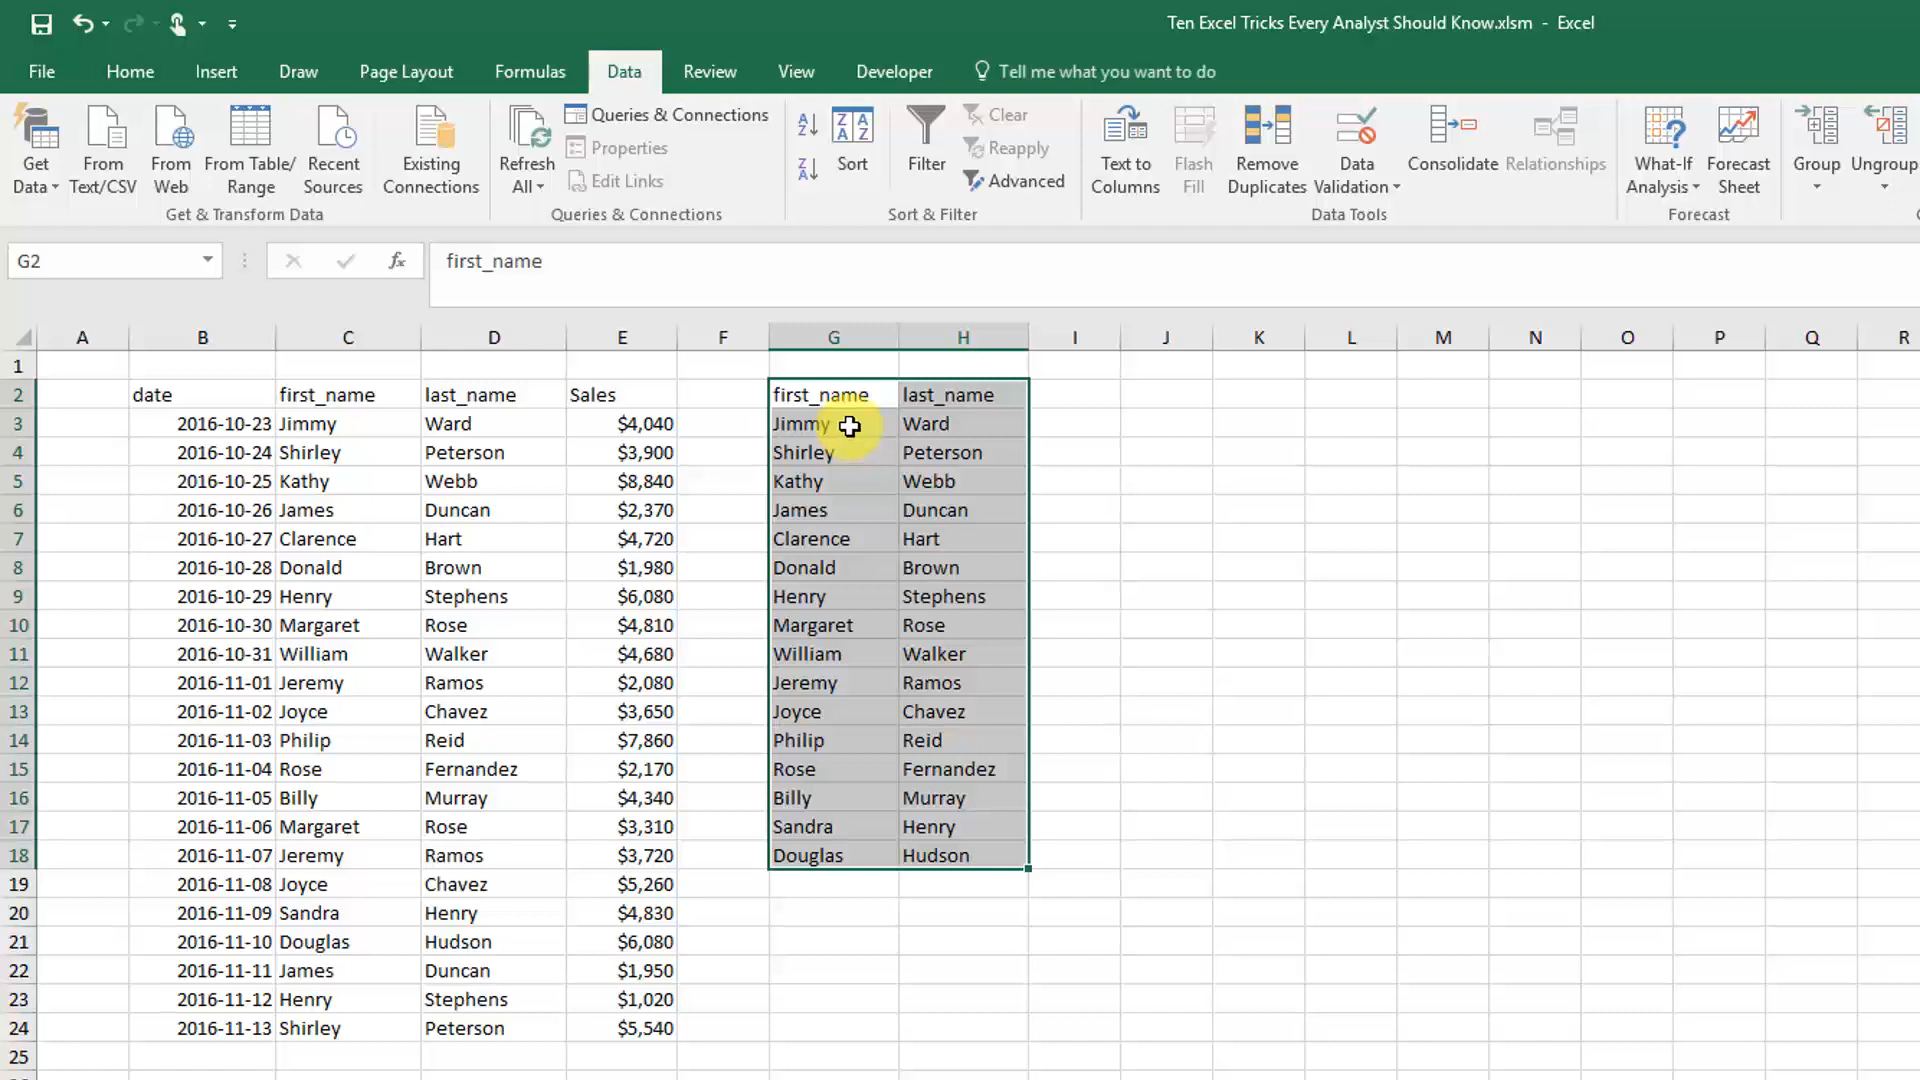 Ten Excel Tricks Every Analyst Should Know.xlsm - Excel
File Home Insert Draw Page Layout Formulas Data Review View Developer Tell me what you want to do
Get Data
From Text/CSV
From Web
From Table/ Range
Recent Sources
Existing Connections
Get & Transform Data
Refresh All
Queries & Connections
Properties
Edit Links
Queries & Connections
Sort
Filter
Clear
Reapply
Advanced
Sort & Filter
Text to Columns
Flash Fill
Remove Duplicates
Data Validation
Consolidate
Relationships
Data Tools
What-If Analysis
Forecast Sheet
Forecast
Group
Ungroup
G2 fx first_name
A B C D E F G H I J K L M N O P Q R
1
2 date first_name last_name Sales first_name last_name
3 2016-10-23 Jimmy Ward $4,040 Jimmy Ward
4 2016-10-24 Shirley Peterson $3,900 Shirley Peterson
5 2016-10-25 Kathy Webb $8,840 Kathy Webb
6 2016-10-26 James Duncan $2,370 James Duncan
7 2016-10-27 Clarence Hart $4,720 Clarence Hart
8 2016-10-28 Donald Brown $1,980 Donald Brown
9 2016-10-29 Henry Stephens $6,080 Henry Stephens
10 2016-10-30 Margaret Rose $4,810 Margaret Rose
11 2016-10-31 William Walker $4,680 William Walker
12 2016-11-01 Jeremy Ramos $2,080 Jeremy Ramos
13 2016-11-02 Joyce Chavez $3,650 Joyce Chavez
14 2016-11-03 Philip Reid $7,860 Philip Reid
15 2016-11-04 Rose Fernandez $2,170 Rose Fernandez
16 2016-11-05 Billy Murray $4,340 Billy Murray
17 2016-11-06 Margaret Rose $3,310 Sandra Henry
18 2016-11-07 Jeremy Ramos $3,720 Douglas Hudson
19 2016-11-08 Joyce Chavez $5,260
20 2016-11-09 Sandra Henry $4,830
21 2016-11-10 Douglas Hudson $6,080
22 2016-11-11 James Duncan $1,950
23 2016-11-12 Henry Stephens $1,020
24 2016-11-13 Shirley Peterson $5,540
25